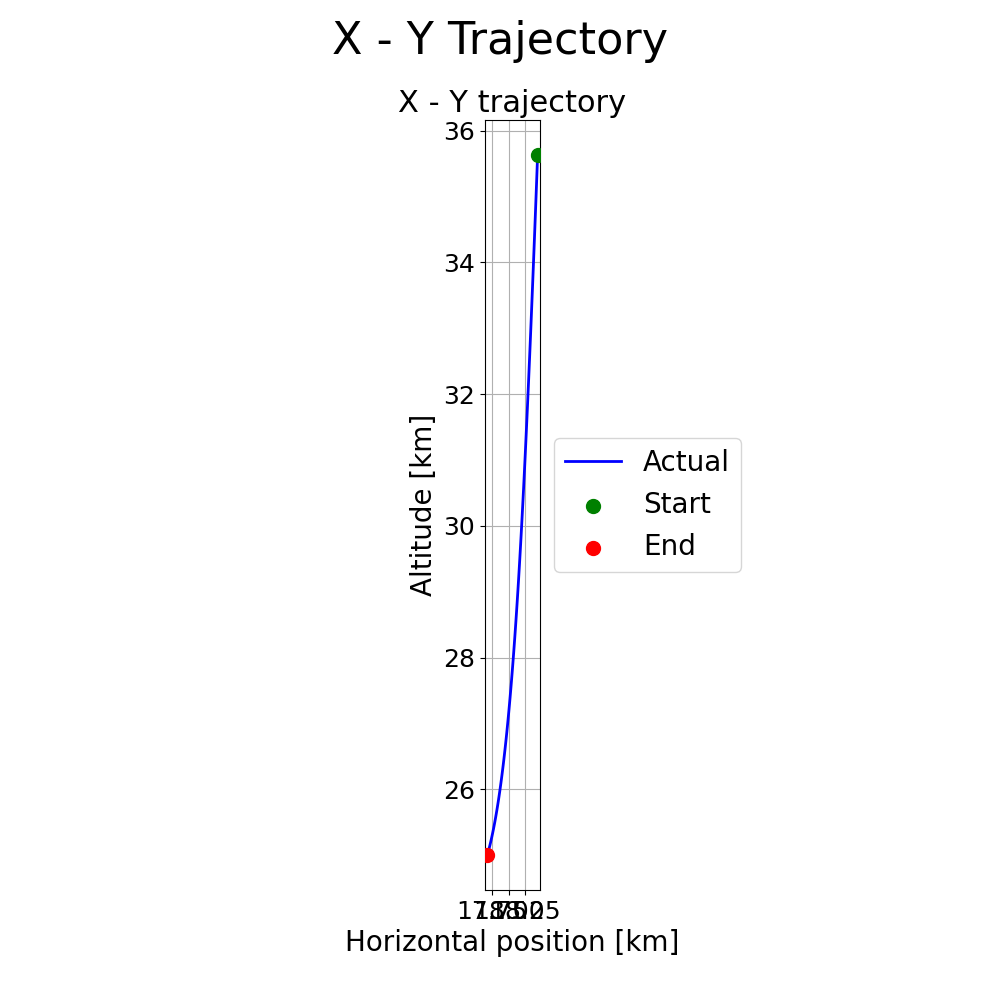 X - Y Trajectory
X - Y trajectory
36
34
32
30
28
26
Altitude [km]
Actual
Start
End
Horizontal position [km]